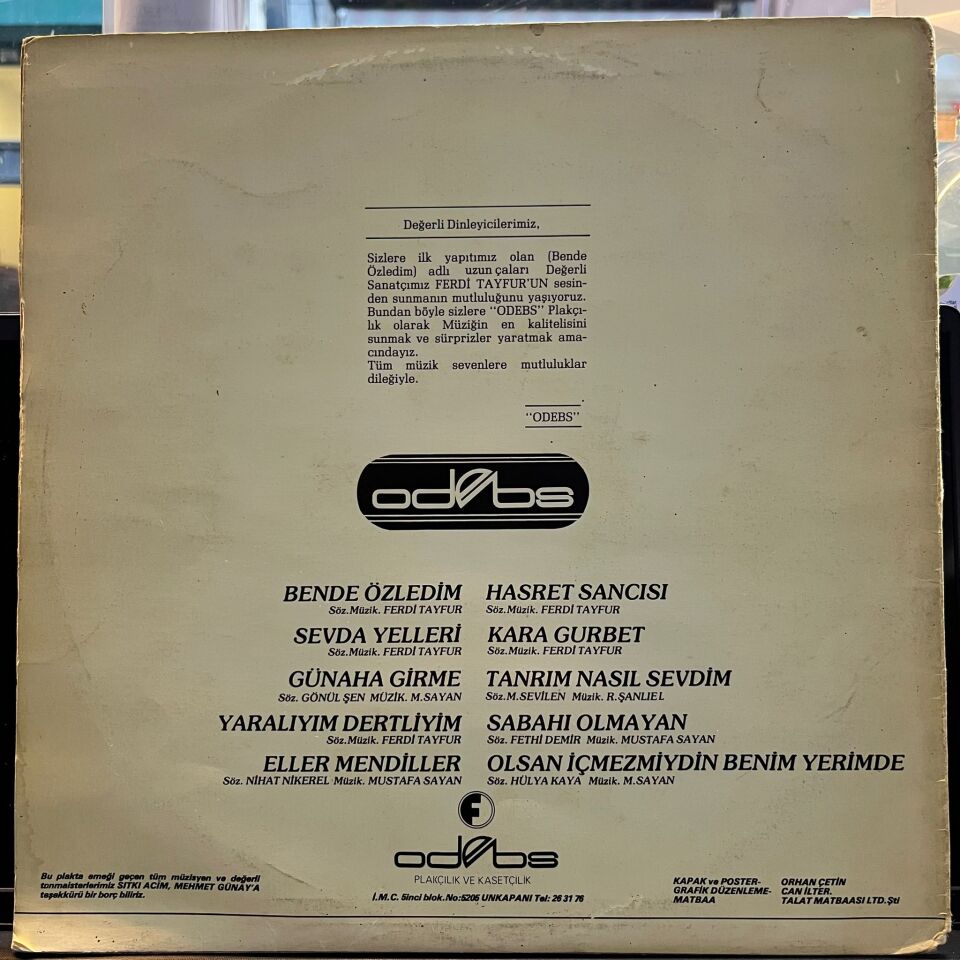 Değerli Dinleyicilerimiz,
Sizlere ilk yapıtımız olan (Bende
Özledim) adlı uzun çaları Değerli
Sanatçımız FERDİ TAYFUR'UN sesin-
den sunmanın mutluluğunu yaşıyoruz.
Bundan böyle sizlere "ODEBS" Plakçı-
lık olarak Müziğin en kalitelisini
sunmak ve sürprizler yaratmak ama-
cındayız.
Tüm müzik sevenlere mutluluklar
dileğiyle.
"ODEBS"
odebs
BENDE ÖZLEDİM
Söz.Müzik. FERDİ TAYFUR
SEVDA YELLERİ
Söz.Müzik. FERDİ TAYFUR
GÜNAHA GİRME
Söz. GÖNÜL ŞEN MÜZİK. M.SAYAN
YARALIYIM DERTLİYİM
Söz.Müzik. FERDİ TAYFUR
ELLER MENDİLLER
Söz. NİHAT NİKEREL Müzik. MUSTAFA SAYAN
HASRET SANCISI
Söz.Müzik. FERDİ TAYFUR
KARA GURBET
Söz.Müzik. FERDİ TAYFUR
TANRIM NASIL SEVDİM
Söz.M.SEVİLEN Müzik. R.ŞANLIEL
SABAHI OLMAYAN
Söz. FETHİ DEMİR Müzik. MUSTAFA SAYAN
OLSAN İÇMEZMİYDİN BENİM YERİMDE
Söz. HÜLYA KAYA Müzik. M.SAYAN
F
odebs
PLAKÇILIK VE KASETÇİLİK
İ.M.C. 5inci blok.No:5205 UNKAPANI Tel: 26 31 76
Bu plakta emeği geçen tüm müzisyen ve değerli
tonmaisterlerimiz SITKI ACİM, MEHMET GÜNAY'A
teşekkürü bir borç biliriz.
KAPAK ve POSTER- ORHAN ÇETİN
GRAFİK DÜZENLEME- CAN İLTER.
MATBAA TALAT MATBAASI LTD.Şti